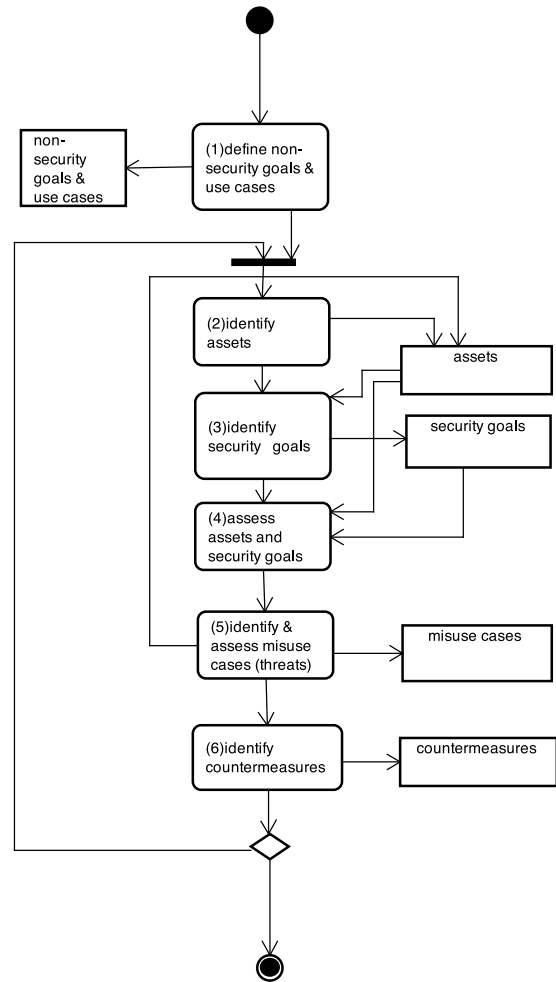 non-
security
goals &
use cases
(1)define non-
security goals &
use cases
(2)identify
assets
assets
(3)identify
security goals
security goals
(4)assess
assets and
security goals
(5)identify &
assess misuse
cases (threats)
misuse cases
(6)identify
countermeasures
countermeasures